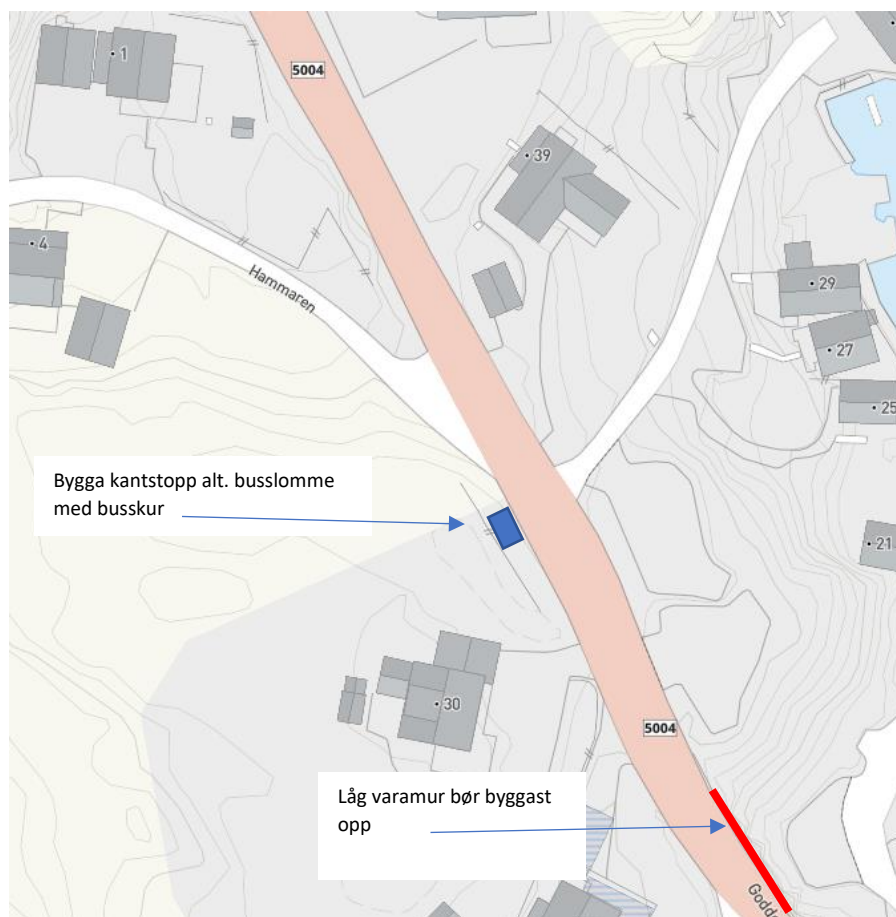 1
5004
39
4
Hammaren
29
27
25
Bygga kantstopp alt. busslomme
med busskur
21
30
5004
Låg varamur bør byggast
opp